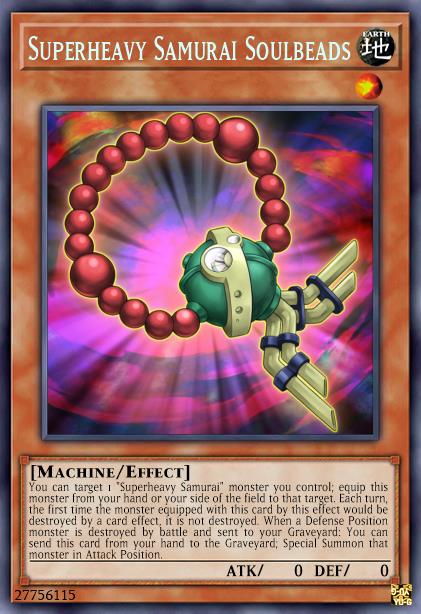 Superheavy Samurai Soulbeads
EARTH
地
[Machine/Effect]
You can target 1 "Superheavy Samurai" monster you control; equip this
monster from your hand or your side of the field to that target. Each turn,
the first time the monster equipped with this card by this effect would be
destroyed by a card effect, it is not destroyed. When a Defense Position
monster is destroyed by battle and sent to your Graveyard: You can
send this card from your hand to the Graveyard; Special Summon that
monster in Attack Position.
ATK/ 0 DEF/ 0
27756115